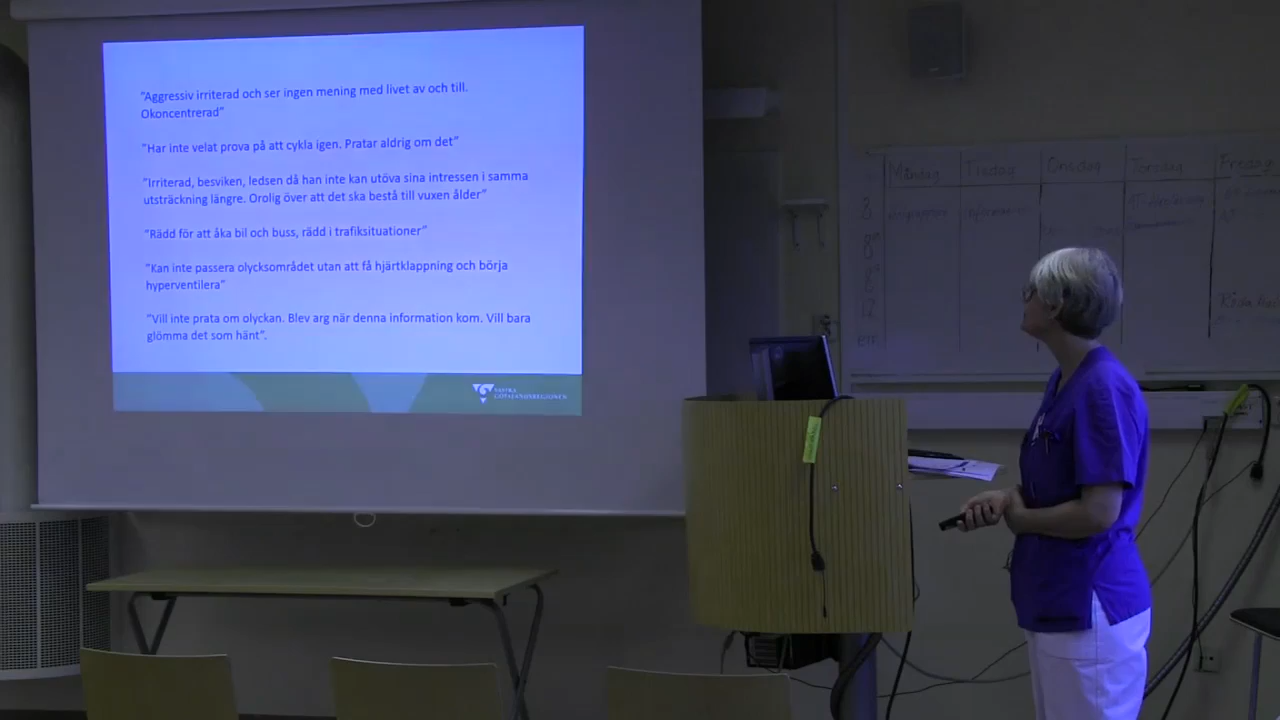 "Aggressiv irriterad och ser ingen mening med livet av och till.
Okoncentrerad"
"Har inte velat prova på att cykla igen. Pratar aldrig om det"
"Irriterad, besviken, ledsen då han inte kan utöva sina intressen i samma
utsträckning längre. Orolig över att det ska bestå till vuxen ålder"
"Rädd för att åka bil och buss, rädd i trafiksituationer"
"Kan inte passera olycksområdet utan att få hjärtklappning och börja
hyperventilera"
"Vill inte prata om olyckan. Blev arg när denna information kom. Vill bara
glömma det som hänt".
VÄSTRA
GÖTALANDSREGIONEN
Måndag Tisdag Onsdag Torsdag Fredag